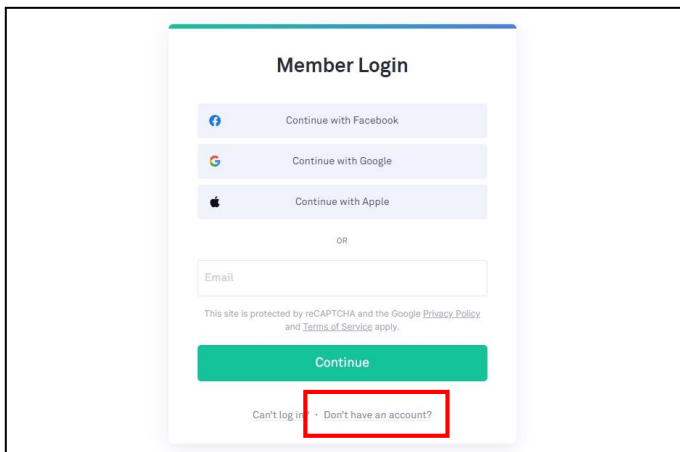 Member Login
Continue with Facebook
Continue with Google
Continue with Apple
OR
Email
This site is protected by reCAPTCHA and the Google Privacy Policy
and Terms of Service apply.
Continue
Can't log in? · Don't have an account?